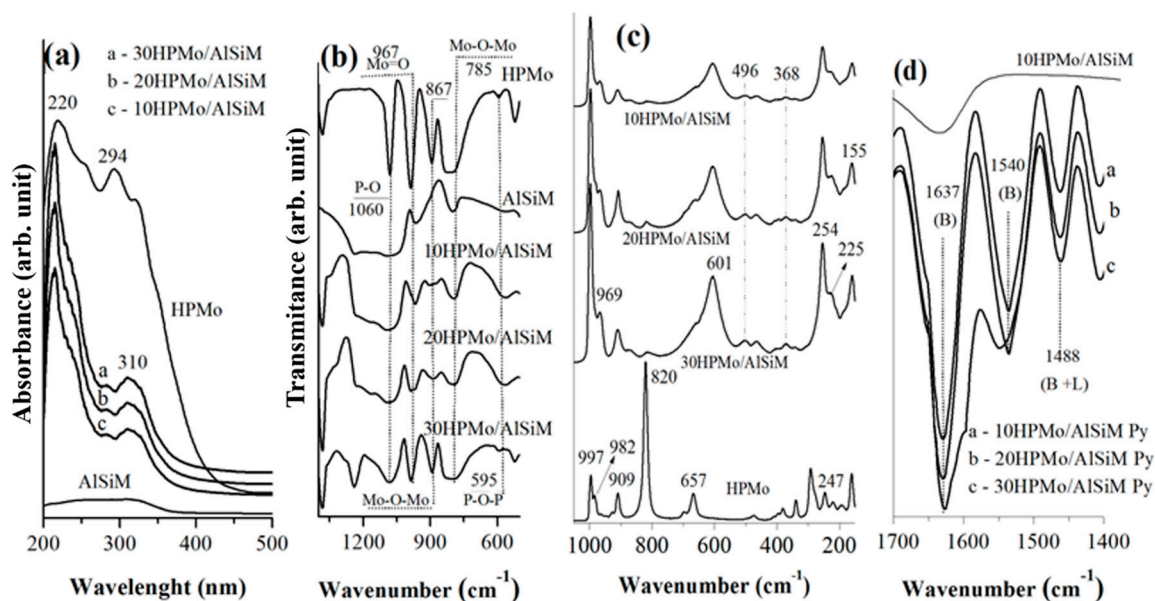 (a)
a - 30HPMo/AlSiM
b - 20HPMo/AlSiM
c - 10HPMo/AlSiM
220
294
HPMo
310
a
b
c
AlSiM
Absorbance (arb. unit)
200 300 400 500
Wavelenght (nm)
(b)
967
Mo=O
Mo-O-Mo
785
HPMo
867
P-O
1060
AlSiM
10HPMo/AlSiM
20HPMo/AlSiM
30HPMo/AlSiM
595
Mo-O-Mo
P-O-P
Transmitance (arb. unit)
1200 900 600
Wavenumber (cm-1)
(c)
496
368
10HPMo/AlSiM
155
20HPMo/AlSiM
254
601
225
969
30HPMo/AlSiM
820
997
982
909
657
HPMo
247
1000 800 600 400 200
Wavenumber (cm-1)
(d)
10HPMo/AlSiM
1637
(B)
1540
(B)
a
b
c
1488
(B +L)
a - 10HPMo/AlSiM Py
b - 20HPMo/AlSiM Py
c - 30HPMo/AlSiM Py
1700 1600 1500 1400
Wavenumber (cm-1)